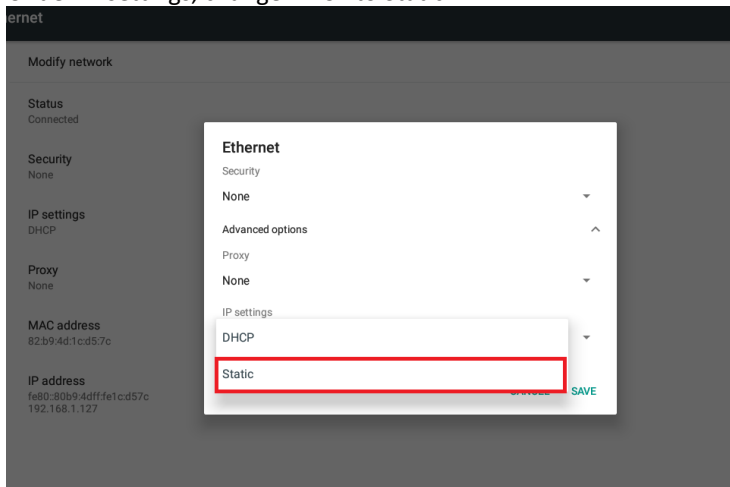 ernet
Modify network
Status
Connected
Security
None
IP settings
DHCP
Proxy
None
MAC address
82:b9:4d:1c:d5:7c
IP address
fe80::80b9:4dff:fe1c:d57c
192.168.1.127
Ethernet
Security
None
Advanced options
Proxy
None
IP settings
DHCP
Static
SAVE